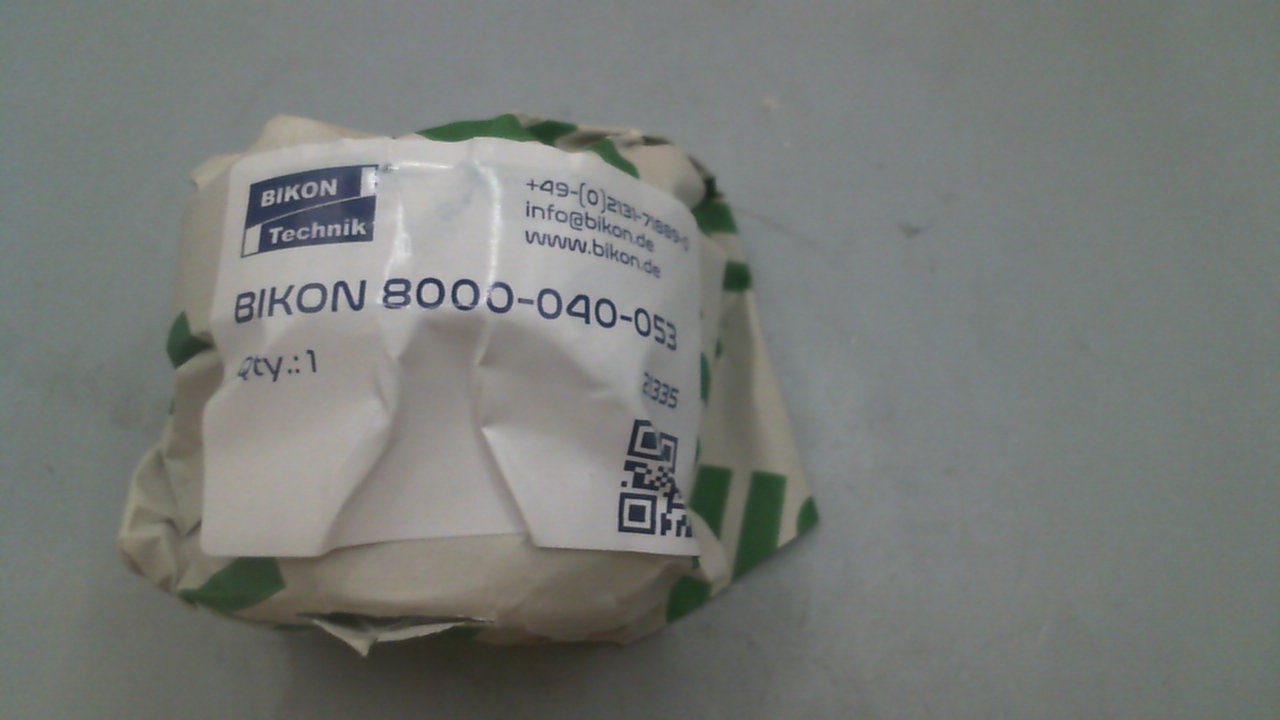 BIKON
Technik
+49-(0)2131-71889-0
info@bikon.de
www.bikon.de
BIKON 8000-040-053
Qty.: 1
21335